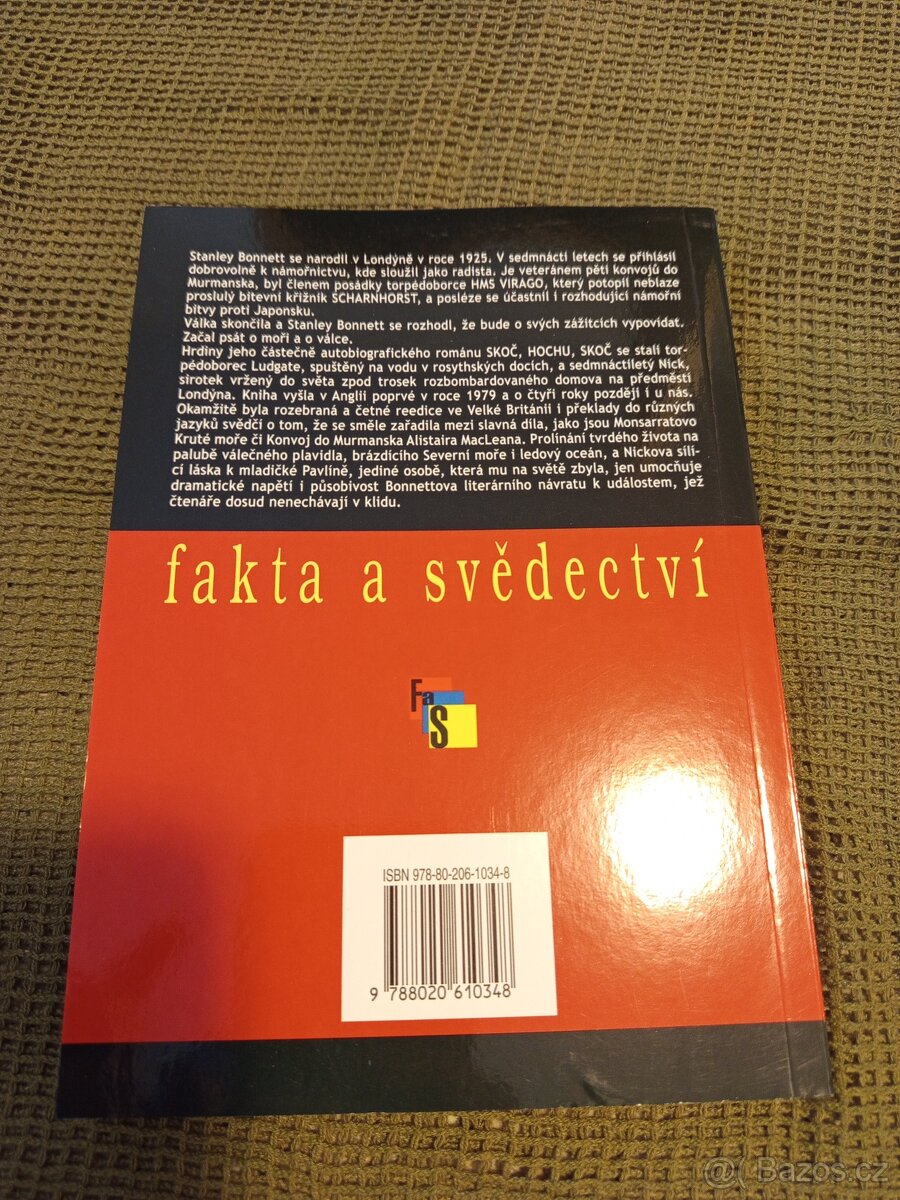 Stanley Bonnett se narodil v Londýně v roce 1925. V sedmnácti letech se přihlásil
dobrovolně k námořnictvu, kde sloužil jako radista. Je veteránem pěti konvojů do
Murmanska, byl členem posádky torpédoborce HMS VIRAGO, který potopil neblaze
proslulý bitevní křižník SCHARNHORST, a posléze se účastnil i rozhodující námořní
bitvy proti Japonsku.
Válka skončila a Stanley Bonnett se rozhodl, že bude o svých zážitcích vypovídat.
Začal psát o moři a o válce.
Hrdiny jeho částečně autobiografického románu SKOČ, HOCHU, SKOČ se stali tor-
pédoborec Ludgate, spuštěný na vodu v rosythských docích, a sedmnáctiletý Nick,
sirotek vržený do světa zpod trosek rozbombardovaného domova na předměstí
Londýna. Kniha vyšla v Anglii poprvé v roce 1979 a o čtyři roky později i u nás.
Okamžitě byla rozebraná a četné reedice ve Velké Británii i překlady do různých
jazyků svědčí o tom, že se směle zařadila mezi slavná díla, jako jsou Monsarratovo
Kruté moře či Konvoj do Murmanska Alistaira MacLeana. Prolínání tvrdého života na
palubě válečného plavidla, brázdícího Severní moře i ledový oceán, a Nickova sílí-
cí láska k mladičké Pavlíně, jediné osobě, která mu na světě zbyla, jen umocňuje
dramatické napětí i působivost Bonnettova literárního návratu k událostem, jež
čtenáře dosud nenechávají v klidu.
fakta a svědectví
Fa
S
ISBN 978-80-206-1034-8
9 788020 610348
@ Bazos.cz